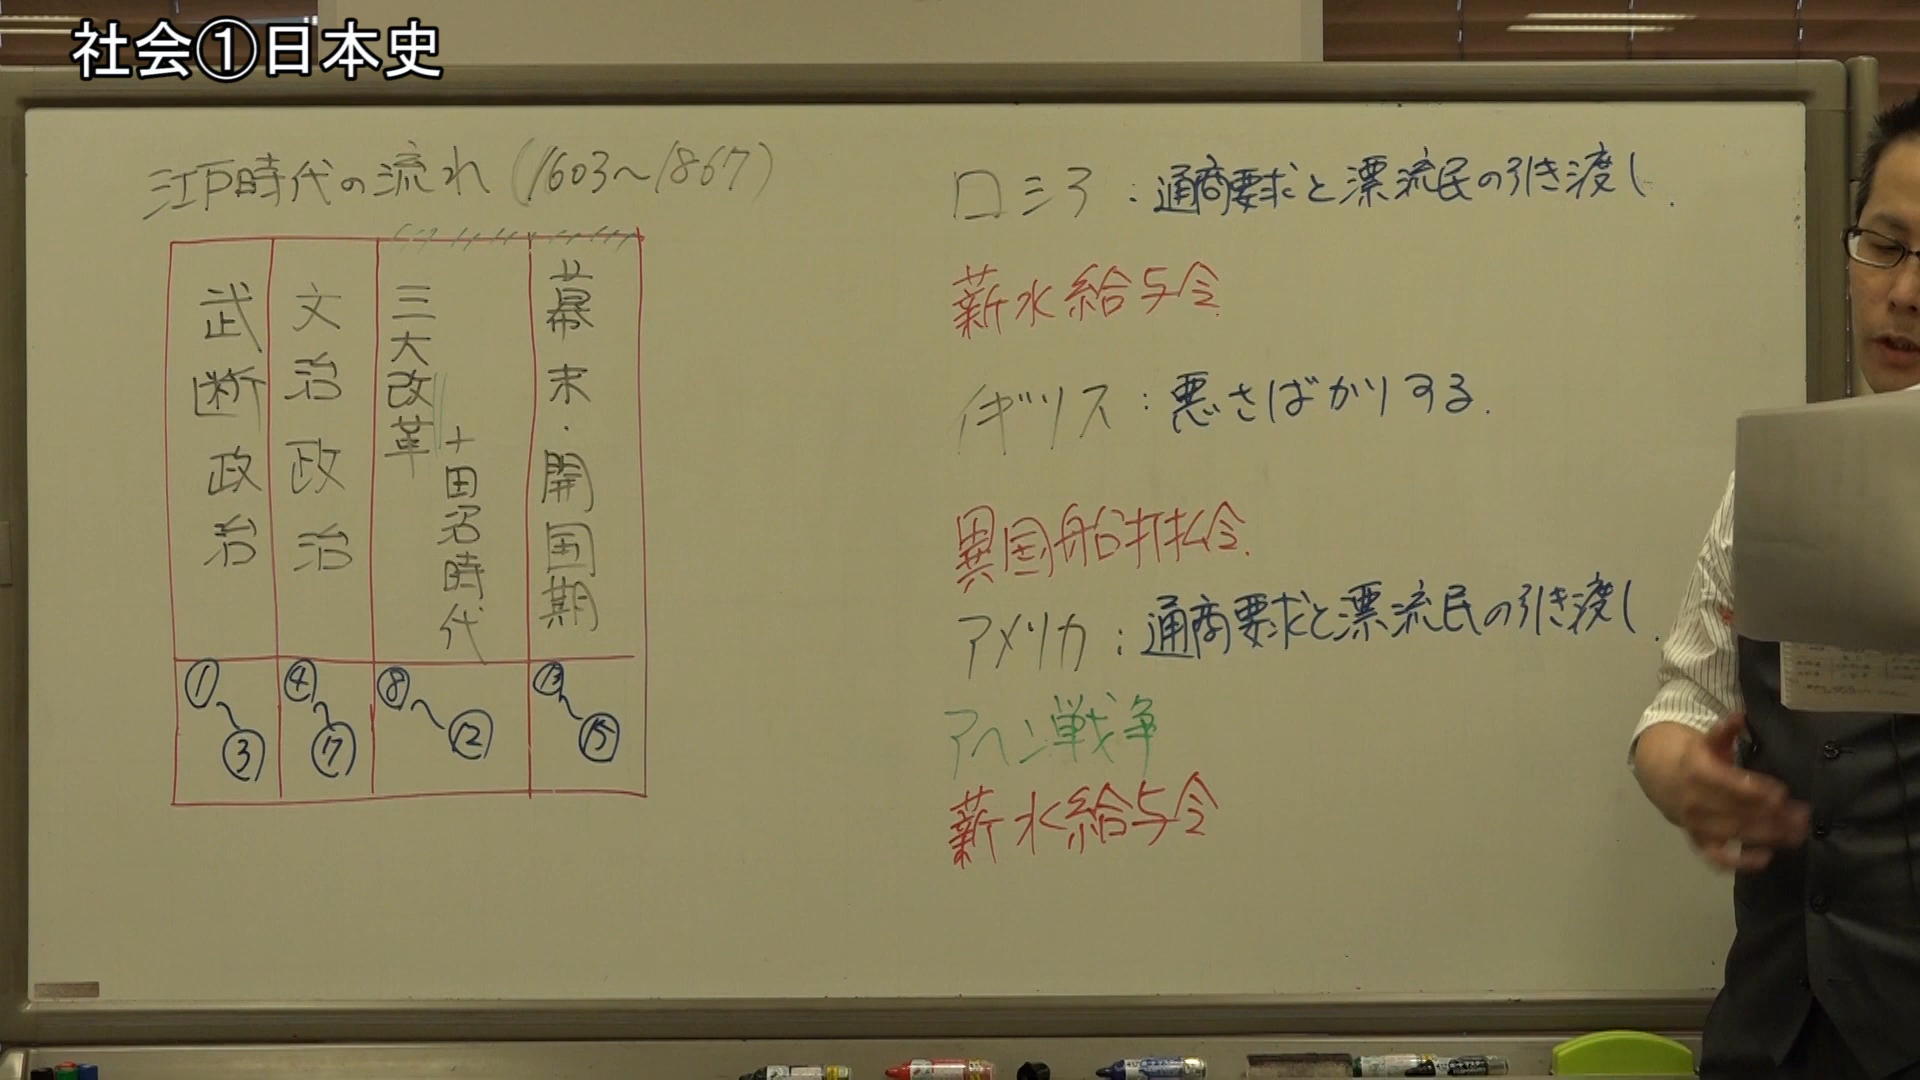 社会①日本史
江戸時代の流れ(1603〜1867)
武断政治
文治政治
三大改革
+田沼時代
幕末・開国期
①〜③
④〜⑰
⑧〜⑫
⑬〜⑮
ロシア:通商要求と漂流民の引き渡し.
薪水給与令.
イギリス:悪さばかりする.
異国船打払令.
アメリカ:通商要求と漂流民の引き渡し.
アヘン戦争
薪水給与令